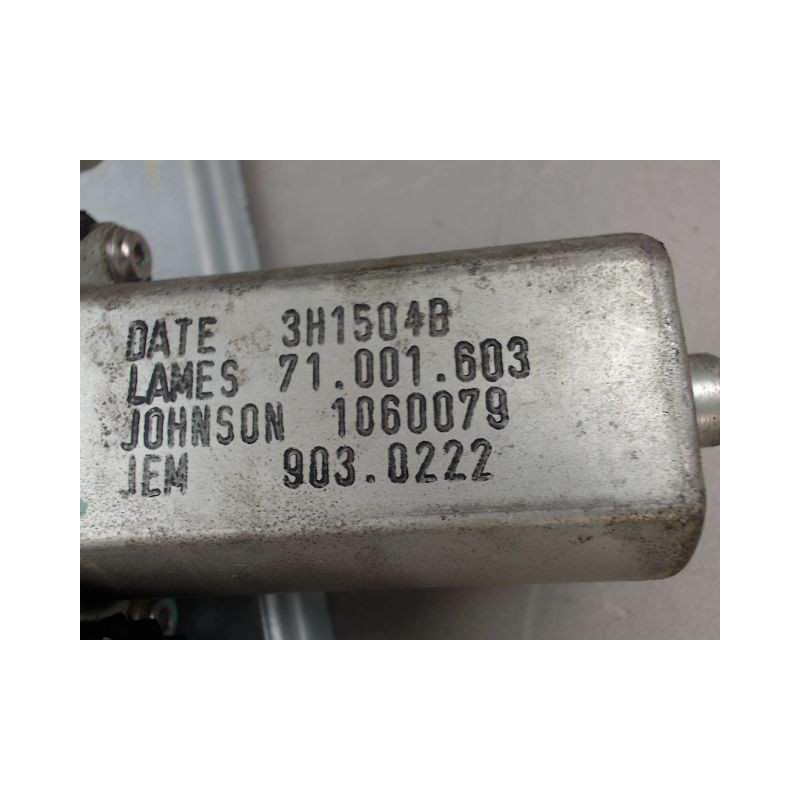 DATE 3H1504B
LAMES 71.001.603
JOHNSON 1060079
JEM 903.0222